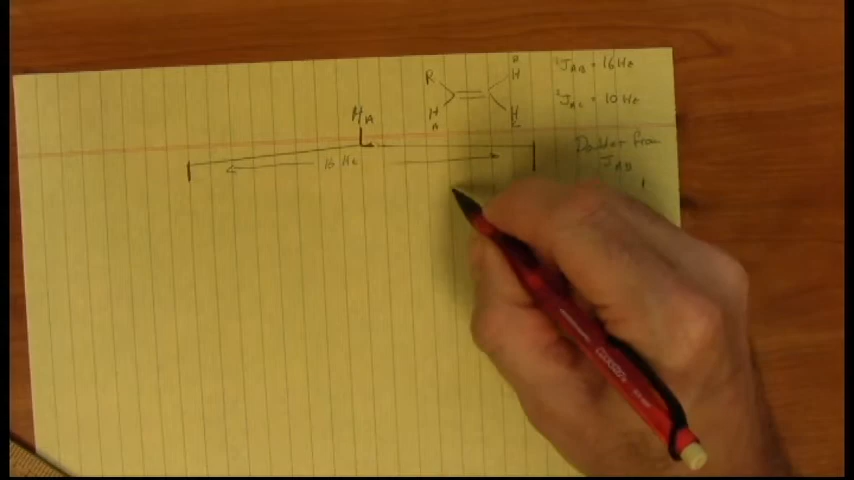 R
B
H
³J_AB = 16 Hz
H
A
H
C
³J_AC = 10 Hz
H_A
Doublet from
J_AB
16 Hz